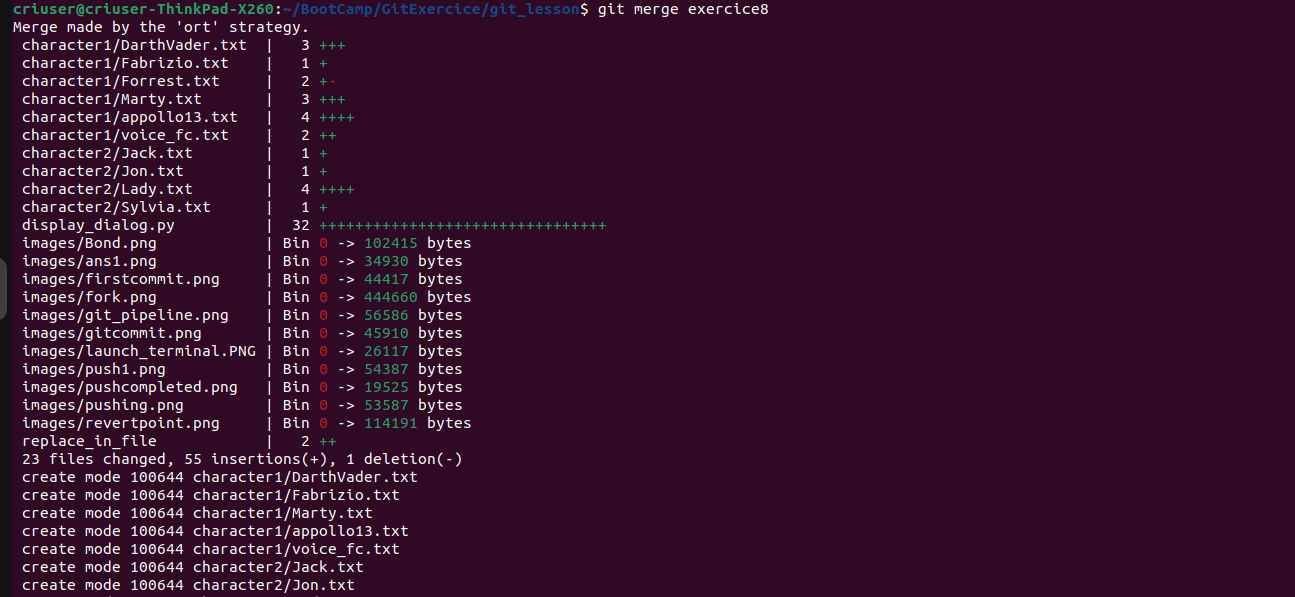 criuser@criuser-ThinkPad-X260:~/BootCamp/GitExercice/git_lesson$ git merge exercice8
Merge made by the 'ort' strategy.
 character1/DarthVader.txt  |   3 +++
 character1/Fabrizio.txt    |   1 +
 character1/Forrest.txt     |   2 +-
 character1/Marty.txt       |   3 +++
 character1/appollo13.txt   |   4 ++++
 character1/voice_fc.txt    |   2 ++
 character2/Jack.txt        |   1 +
 character2/Jon.txt         |   1 +
 character2/Lady.txt        |   4 ++++
 character2/Sylvia.txt      |   1 +
 display_dialog.py          |  32 ++++++++++++++++++++++++++++++++
 images/Bond.png            | Bin 0 -> 102415 bytes
 images/ans1.png            | Bin 0 -> 34930 bytes
 images/firstcommit.png     | Bin 0 -> 44417 bytes
 images/fork.png            | Bin 0 -> 444660 bytes
 images/git_pipeline.png    | Bin 0 -> 56586 bytes
 images/gitcommit.png       | Bin 0 -> 45910 bytes
 images/launch_terminal.PNG | Bin 0 -> 26117 bytes
 images/push1.png           | Bin 0 -> 54387 bytes
 images/pushcompleted.png   | Bin 0 -> 19525 bytes
 images/pushing.png         | Bin 0 -> 53587 bytes
 images/revertpoint.png     | Bin 0 -> 114191 bytes
 replace_in_file            |   2 ++
 23 files changed, 55 insertions(+), 1 deletion(-)
 create mode 100644 character1/DarthVader.txt
 create mode 100644 character1/Fabrizio.txt
 create mode 100644 character1/Marty.txt
 create mode 100644 character1/appollo13.txt
 create mode 100644 character1/voice_fc.txt
 create mode 100644 character2/Jack.txt
 create mode 100644 character2/Jon.txt